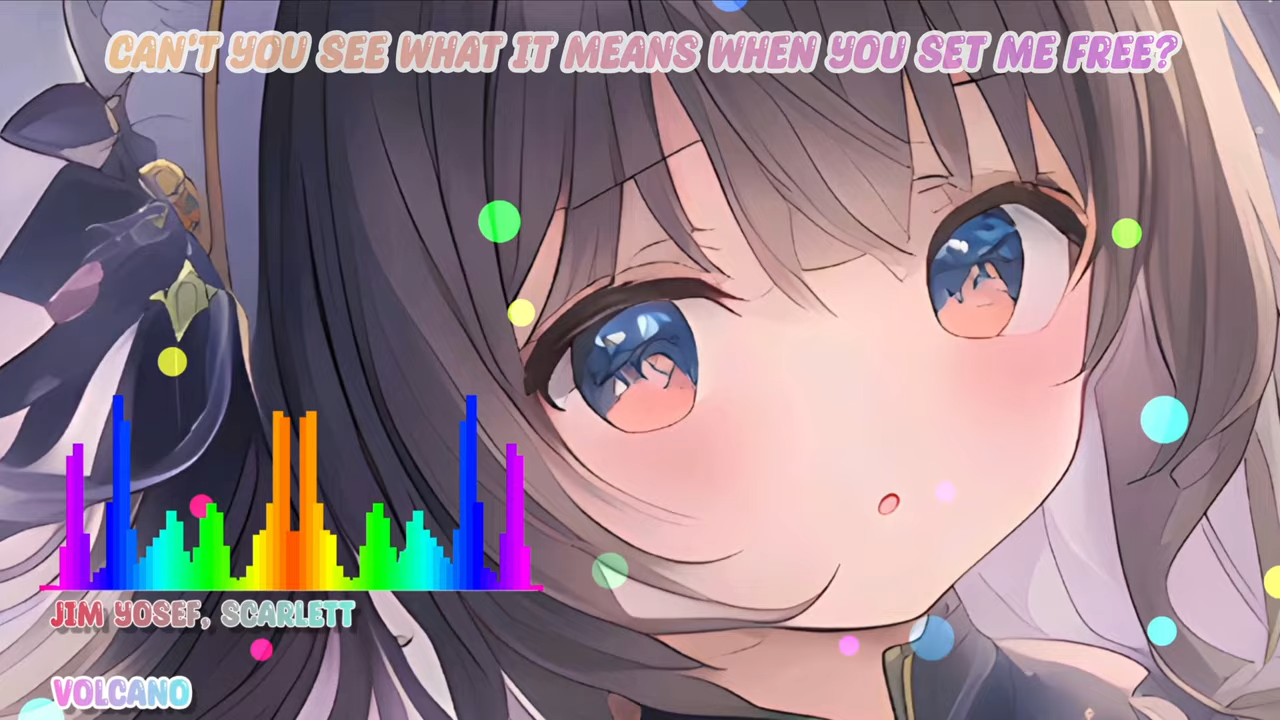 CAN'T YOU SEE WHAT IT MEANS WHEN YOU SET ME FREE?
JIM YOSEF, SCARLETT
VOLCANO